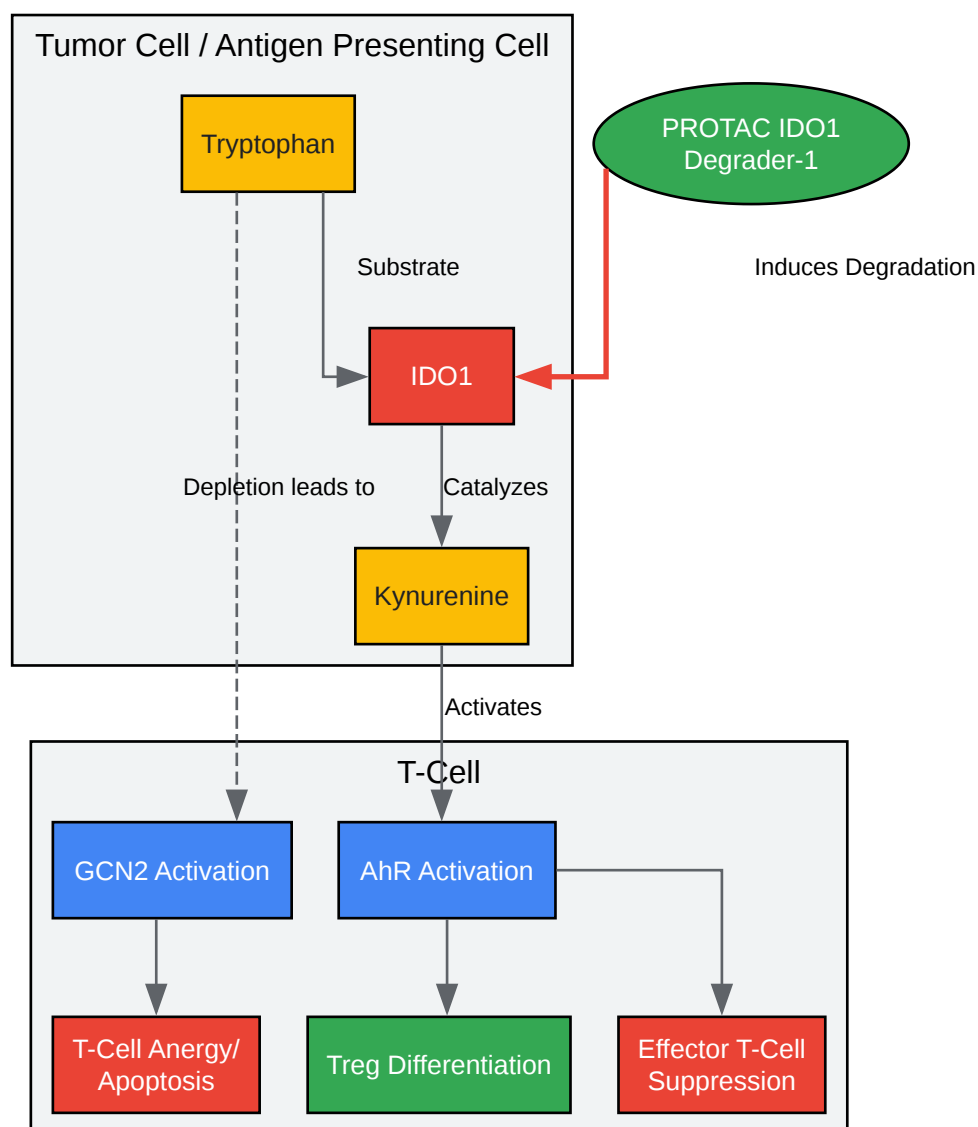 Tumor Cell / Antigen Presenting Cell
Tryptophan
PROTAC IDO1
Degrader-1
Substrate
Induces Degradation
IDO1
Depletion leads to
Catalyzes
Kynurenine
Activates
T-Cell
GCN2 Activation
AhR Activation
T-Cell Anergy/
Apoptosis
Treg Differentiation
Effector T-Cell
Suppression